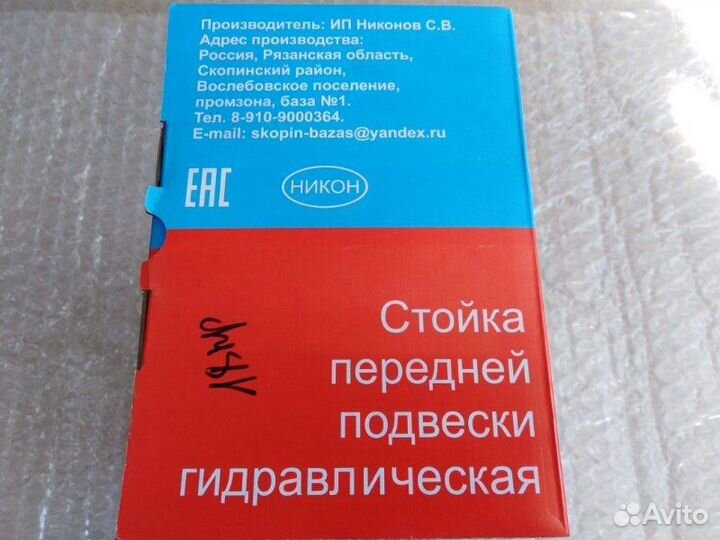 Производитель: ИП Никонов С.В.
Адрес производства:
Россия, Рязанская область,
Скопинский район,
Вослебовское поселение,
промзона, база №1.
Тел. 8-910-9000364.
E-mail: skopin-bazas@yandex.ru
EAC
НИКОН
Стойка
передней
подвески
гидравлическая
Avito